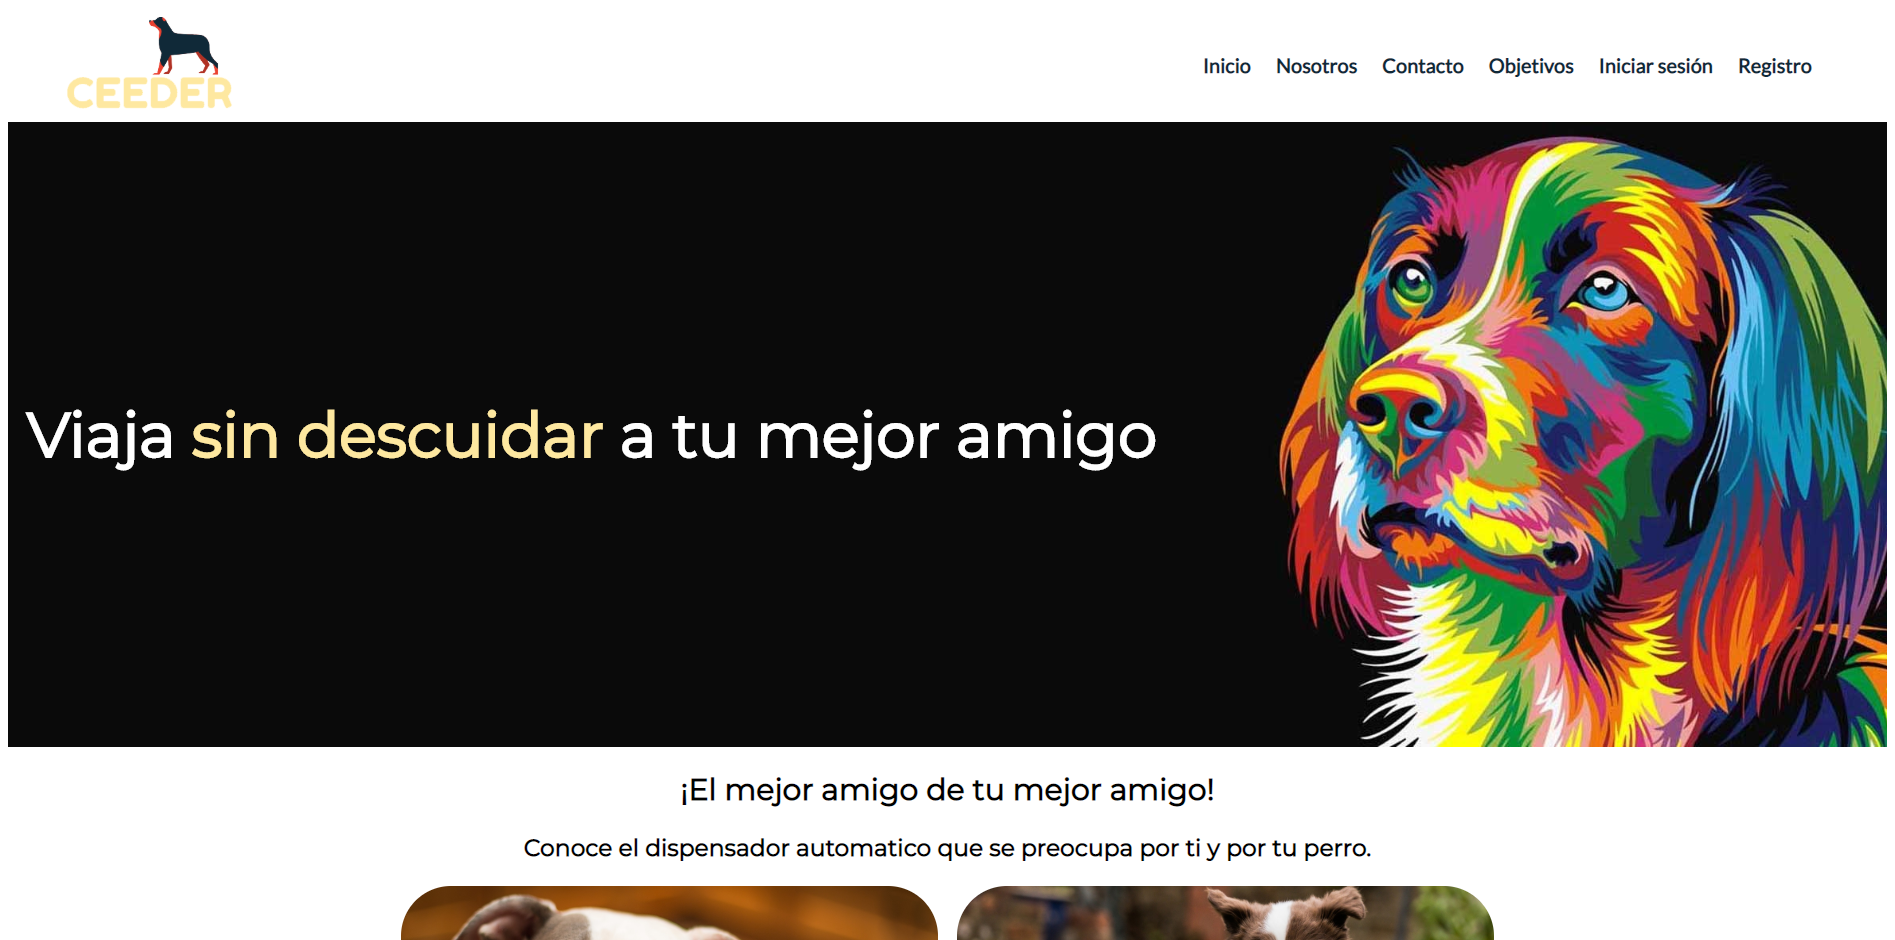 CEEDER
Inicio Nosotros Contacto Objetivos Iniciar sesión Registro
Viaja sin descuidar a tu mejor amigo
¡El mejor amigo de tu mejor amigo!
Conoce el dispensador automatico que se preocupa por ti y por tu perro.